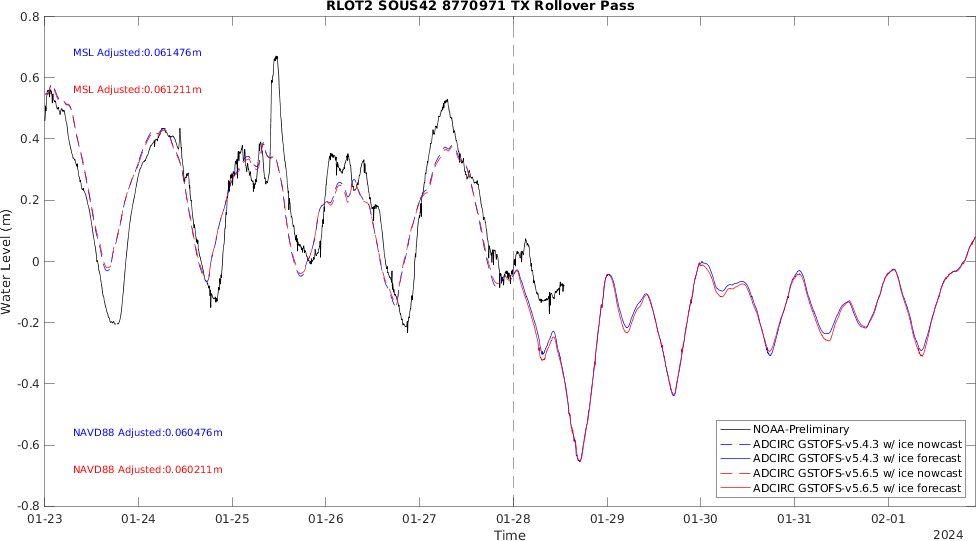 RLOT2 SOUS42 8770971 TX Rollover Pass
0.8
MSL Adjusted:0.061476m
0.6
MSL Adjusted:0.061211m
0.4
0.2
Water Level (m)
0
-0.2
-0.4
NAVD88 Adjusted:0.060476m
NOAA-Preliminary
-0.6
ADCIRC GSTOFS-v5.4.3 w/ ice nowcast
ADCIRC GSTOFS-v5.4.3 w/ ice forecast
NAVD88 Adjusted:0.060211m
ADCIRC GSTOFS-v5.6.5 w/ ice nowcast
ADCIRC GSTOFS-v5.6.5 w/ ice forecast
-0.8
01-23 01-24 01-25 01-26 01-27 01-28 01-29 01-30 01-31 02-01
Time 2024